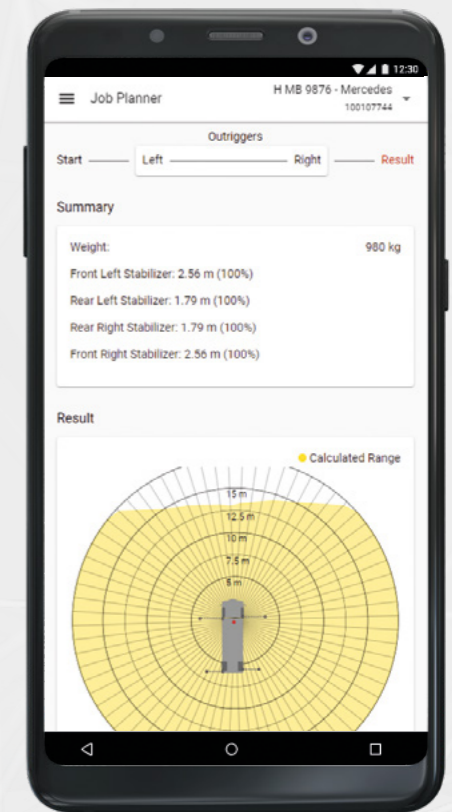 12:30
Job Planner
H MB 9876 - Mercedes
100107744
Outriggers
Start Left Right Result
Summary
Weight: 980 kg
Front Left Stabilizer: 2.56 m (100%)
Rear Left Stabilizer: 1.79 m (100%)
Rear Right Stabilizer: 1.79 m (100%)
Front Right Stabilizer: 2.56 m (100%)
Result
Calculated Range
15 m
12.5 m
10 m
7.5 m
5 m